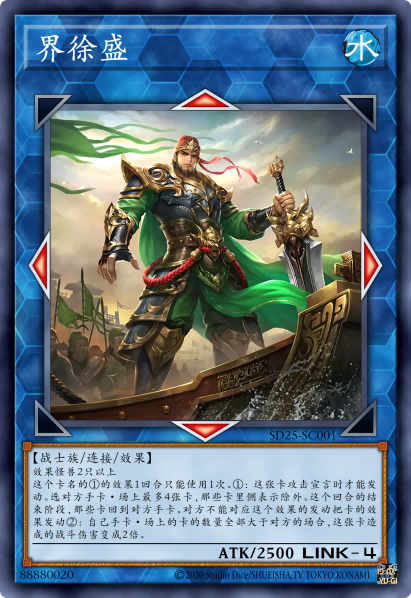 界徐盛
水
SD25-SC001
【战士族/连接/效果】
效果怪兽2只以上
这个卡名的①的效果1回合只能使用1次。①：这张卡攻击宣言时才能发
动。选对方手卡·场上最多4张卡，那些卡里侧表示除外。这个回合的结
束阶段，那些卡回到对方手卡。对方不能对应这个效果的发动把卡的效
果发动②：自己手卡·场上的卡的数量全部大于对方的场合，这张卡造
成的战斗伤害变成2倍。
ATK/2500 LINK-4
88880020 ©2020 Studio Dice/SHUEISHA,TV TOKYO,KONAMI